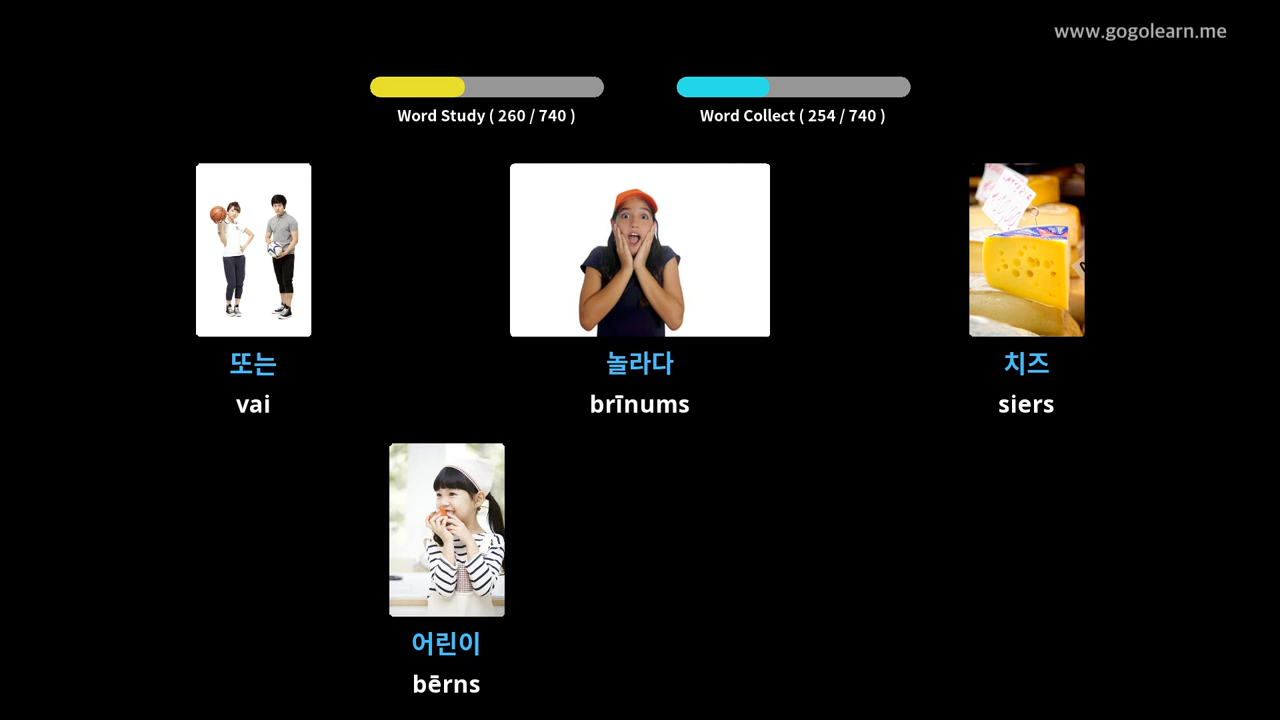 www.gogolearn.me
Word Study ( 260 / 740 )
Word Collect ( 254 / 740 )
또는
놀라다
치즈
vai
brīnums
siers
어린이
bērns